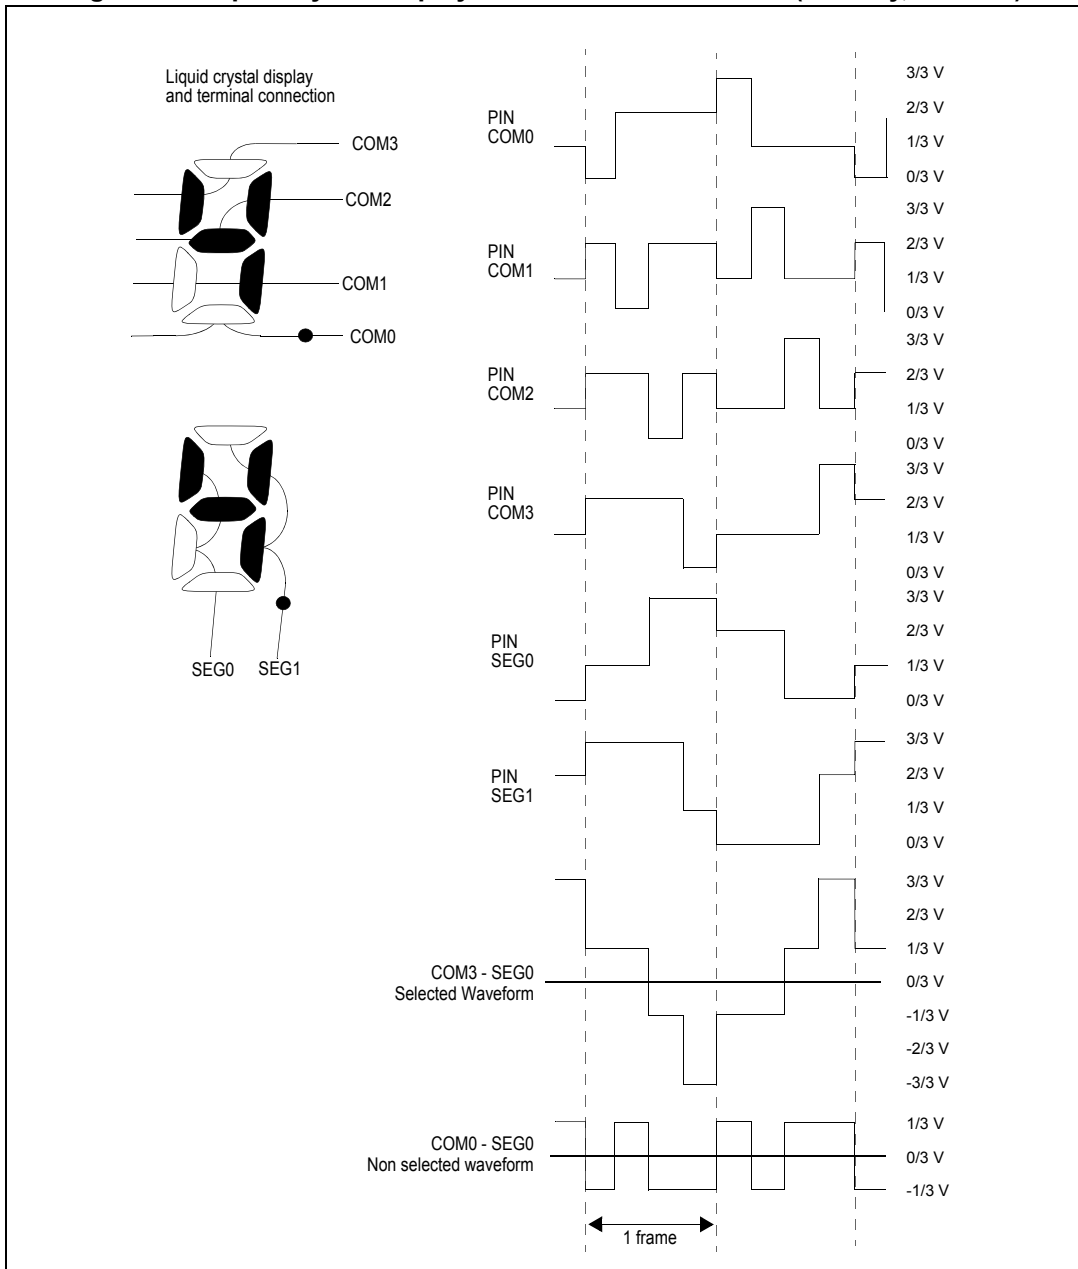 Liquid crystal display
and terminal connection
COM3
COM2
COM1
COM0
SEG0
SEG1
PIN
COM0
3/3 V
2/3 V
1/3 V
0/3 V
PIN
COM1
3/3 V
2/3 V
1/3 V
0/3 V
PIN
COM2
3/3 V
2/3 V
1/3 V
0/3 V
PIN
COM3
3/3 V
2/3 V
1/3 V
0/3 V
PIN
SEG0
3/3 V
2/3 V
1/3 V
0/3 V
PIN
SEG1
3/3 V
2/3 V
1/3 V
0/3 V
COM3 - SEG0
Selected Waveform
3/3 V
2/3 V
1/3 V
0/3 V
-1/3 V
-2/3 V
-3/3 V
COM0 - SEG0
Non selected waveform
1/3 V
0/3 V
-1/3 V
1 frame